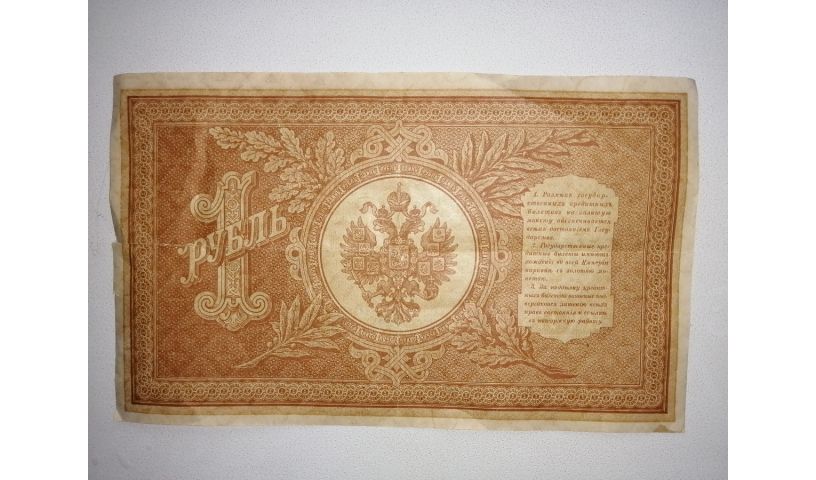 1
РУБЛЬ
1. Размѣнъ государ-
ственныхъ кредитныхъ
билетовъ на золотую
монету обезпечивается
всѣмъ достояніемъ Госу-
дарства.
2. Государственные кре-
дитные билеты имѣютъ
хожденіе во всей Имперіи
наравнѣ съ золотою мо-
нетою.
3. За поддѣлку кредит-
ныхъ билетовъ виновные под-
вергаются лишенію всѣхъ
правъ состоянія и ссылкѣ
въ каторжную работу.